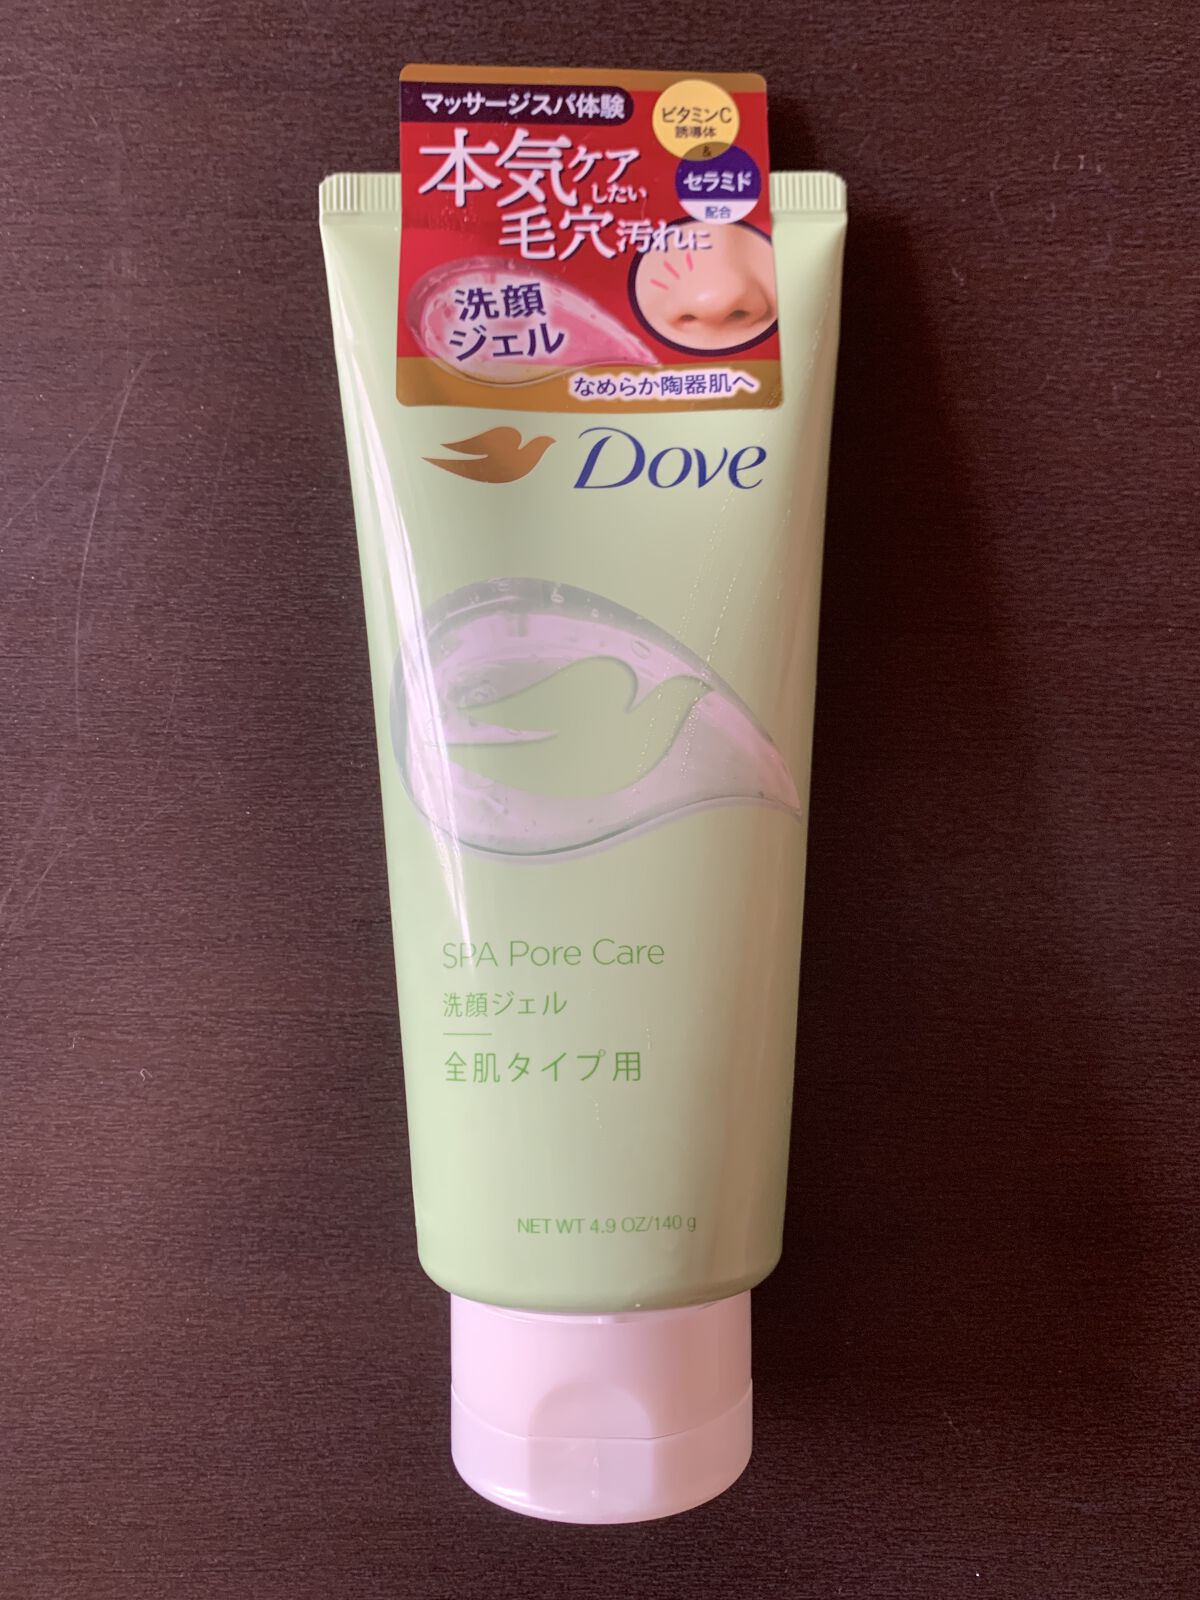 マッサージスパ体験
ビタミンC
誘導体
&
セラミド
配合
本気ケア
したい
毛穴汚れに
洗顔
ジェル
なめらか陶器肌へ
Dove
SPA Pore Care
洗顔ジェル
全肌タイプ用
NET WT 4.9 OZ/140 g